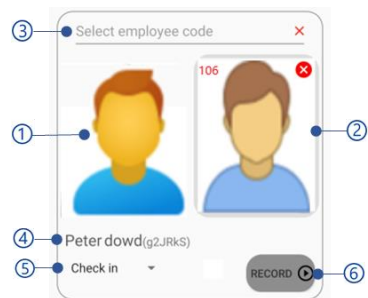 ③ Select employee code ×
106
① ②
④ Peter dowd(g2JRkS)
⑤ Check in
RECORD ⑥